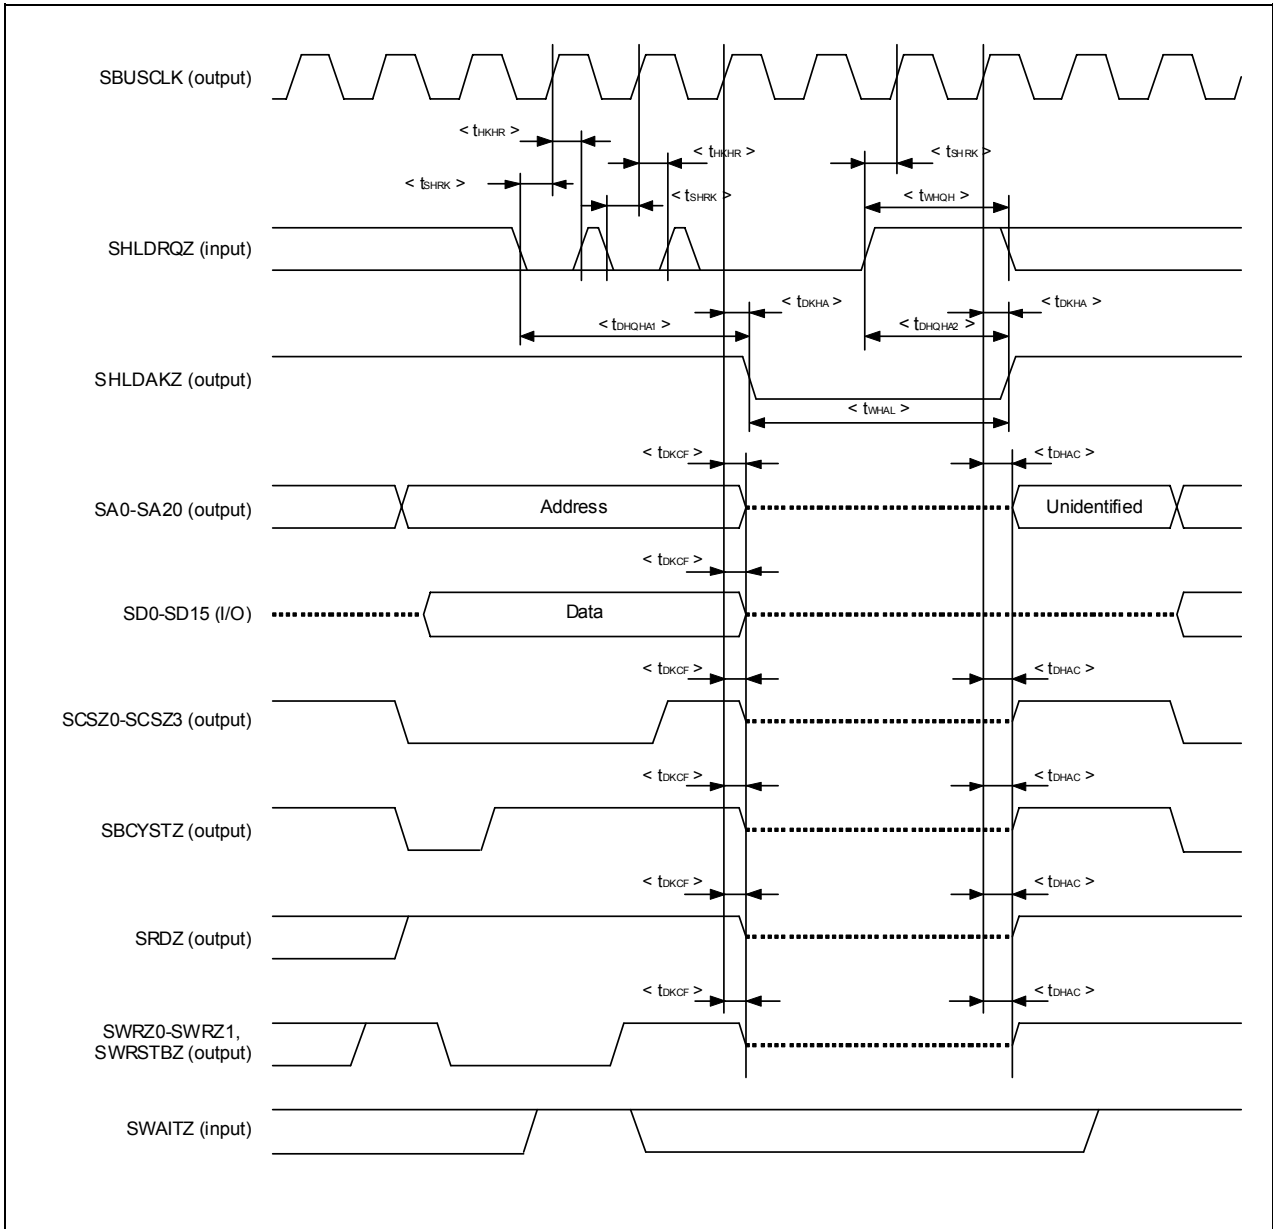 SBUSCLK (output)
< tHKHR >
< tHKHR >
< tSHRK >
< tSHRK >
< tSHRK >
< tWHQH >
SHLDRQZ (input)
< tDKHA >
< tDKHA >
< tDHQHA1 >
< tDHQHA2 >
SHLDAKZ (output)
< tWHAL >
< tDKCF >
< tDHAC >
SA0-SA20 (output)
Address
Unidentified
< tDKCF >
SD0-SD15 (I/O)
Data
< tDKCF >
< tDHAC >
SCSZ0-SCSZ3 (output)
< tDKCF >
< tDHAC >
SBCYSTZ (output)
< tDKCF >
< tDHAC >
SRDZ (output)
< tDKCF >
< tDHAC >
SWRZ0-SWRZ1,
SWRSTBZ (output)
SWAITZ (input)